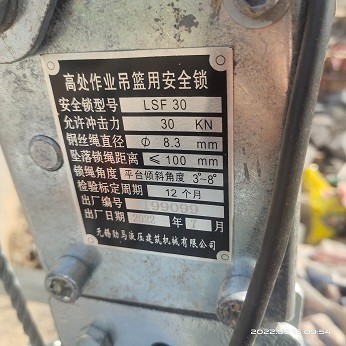 高处作业吊篮用安全锁
安全锁型号 LSF 30
允许冲击力 30 KN
钢丝绳直径 Φ 8.3 mm
坠落锁绳距离 ≤ 100 mm
锁绳角度 平台倾斜角度 3°~8°
检验标定周期 12 个月
出厂编号
出厂日期 2022 年 7 月
无锡劲马液压建筑机械有限公司